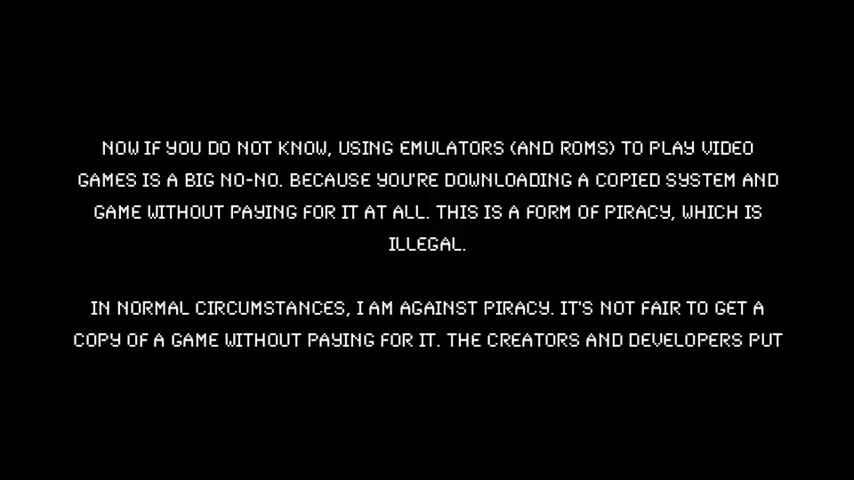 NOW IF YOU DO NOT KNOW, USING EMULATORS (AND ROMS) TO PLAY VIDEO
GAMES IS A BIG NO-NO. BECAUSE YOU'RE DOWNLOADING A COPIED SYSTEM AND
GAME WITHOUT PAYING FOR IT AT ALL. THIS IS A FORM OF PIRACY, WHICH IS
ILLEGAL.
IN NORMAL CIRCUMSTANCES, I AM AGAINST PIRACY. IT'S NOT FAIR TO GET A
COPY OF A GAME WITHOUT PAYING FOR IT. THE CREATORS AND DEVELOPERS PUT